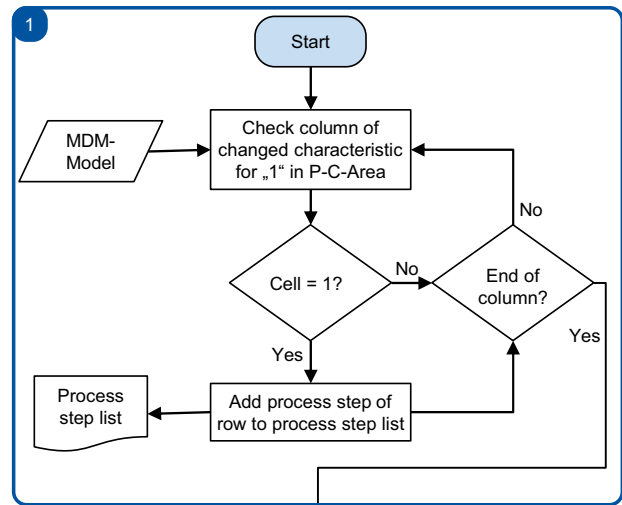 1
Start
MDM-
Model
Check column of
changed characteristic
for „1“ in P-C-Area
No
Cell = 1?
No
End of
column?
Yes
Yes
Process
step list
Add process step of
row to process step list